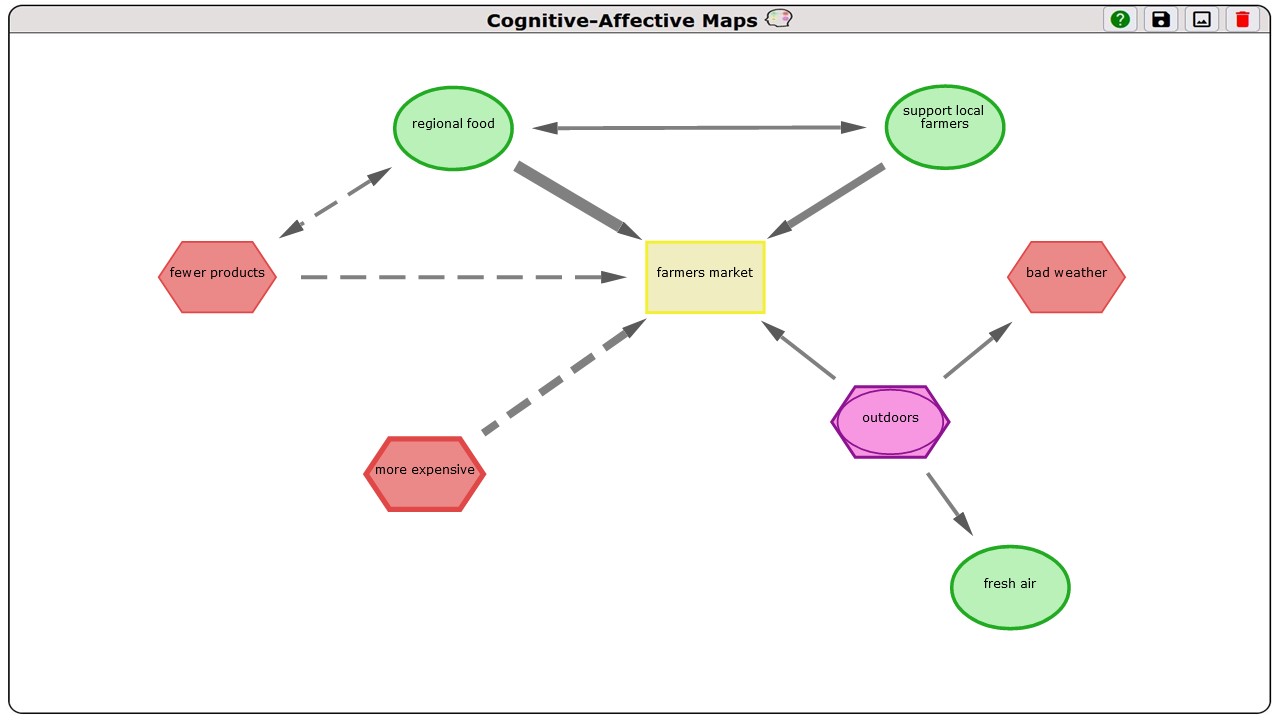 Cognitive-Affective Maps
?
regional food
support local
farmers
fewer products
farmers market
bad weather
outdoors
more expensive
fresh air